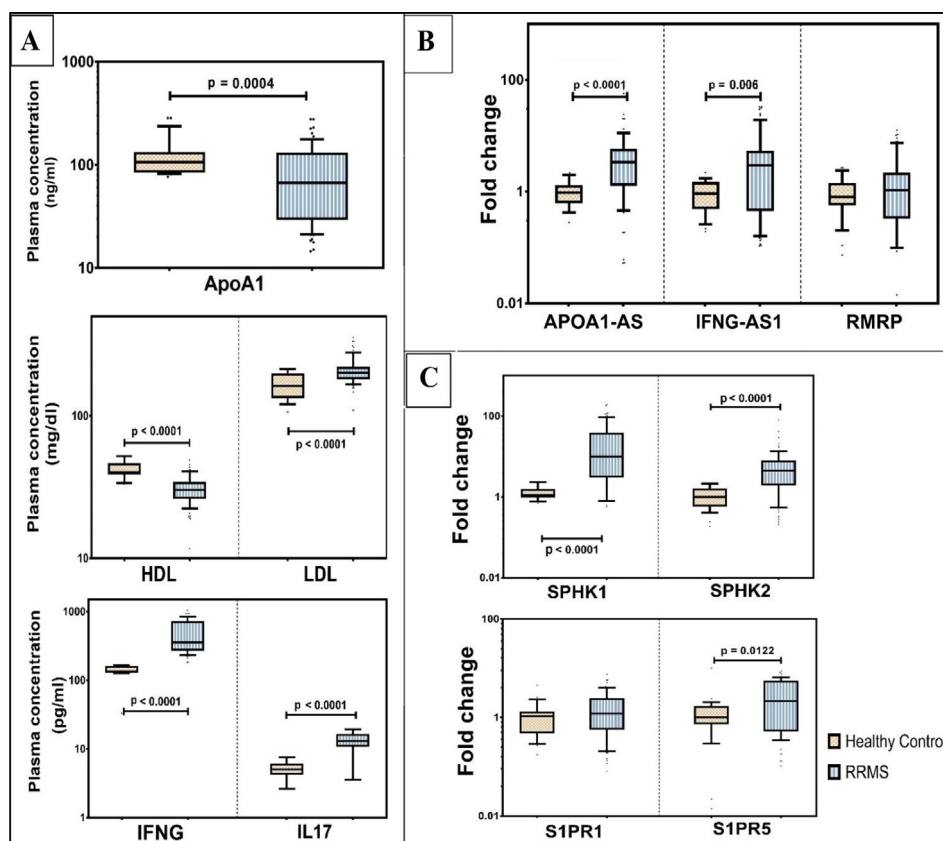 A
Plasma concentration
(ng/ml)
1000
100
10
p = 0.0004
ApoA1
Plasma concentration
(mg/dl)
100
10
p < 0.0001
p < 0.0001
HDL
LDL
Plasma concentration
(pg/ml)
1000
100
10
1
p < 0.0001
p < 0.0001
IFNG
IL17
B
Fold change
100
1
0.01
p < 0.0001
p = 0.006
APOA1-AS
IFNG-AS1
RMRP
C
Fold change
100
1
0.01
p < 0.0001
p < 0.0001
SPHK1
SPHK2
Fold change
100
1
0.01
p = 0.0122
S1PR1
S1PR5
Healthy Control
RRMS